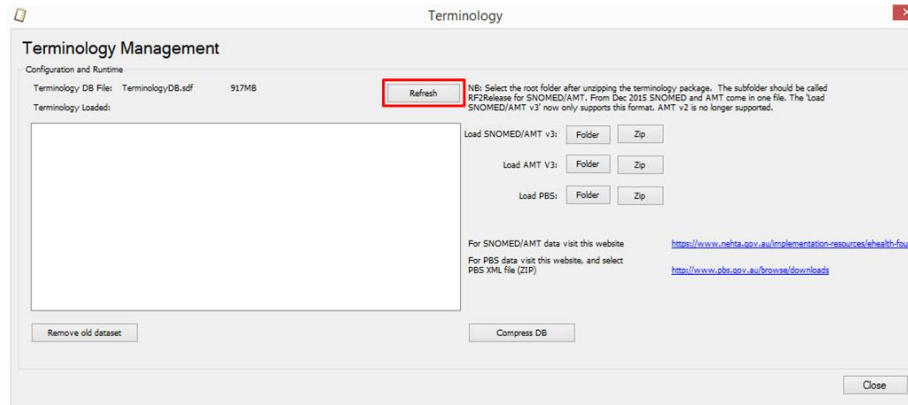 Terminology
Terminology Management
Configuration and Runtime
Terminology DB File: TerminologyDB.sdf 917MB
Refresh
Terminology Loaded:
NB: Select the root folder after unzipping the terminology package. The subfolder should be called
RF2Release for SNOMED/AMT. From Dec 2015 SNOMED and AMT come in one file. The 'Load
SNOMED/AMT v3' now only supports this format. AMT v2 is no longer supported.
Load SNOMED/AMT v3: Folder Zip
Load AMT V3: Folder Zip
Load PBS: Folder Zip
For SNOMED/AMT data visit this website https://www.nehta.gov.au/implementation-resources/ehealth-fou
For PBS data visit this website, and select
PBS XML file (ZIP) http://www.pbs.gov.au/browse/downloads
Remove old dataset Compress DB
Close